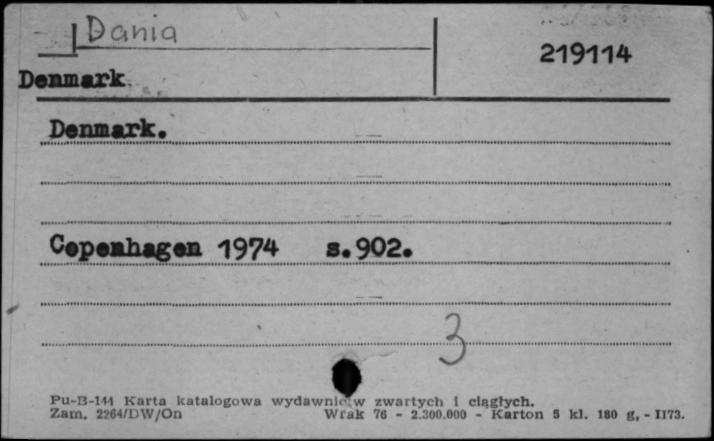 Dania
219114
Denmark
Denmark.
Copenhagen 1974 s.902.
3
Pu-B-144 Karta katalogowa wydawnictw zwartych i ciągłych.
Zam. 2264/DW/On Wrak 76 - 2.300.000 - Karton 5 kl. 180 g, - II73.